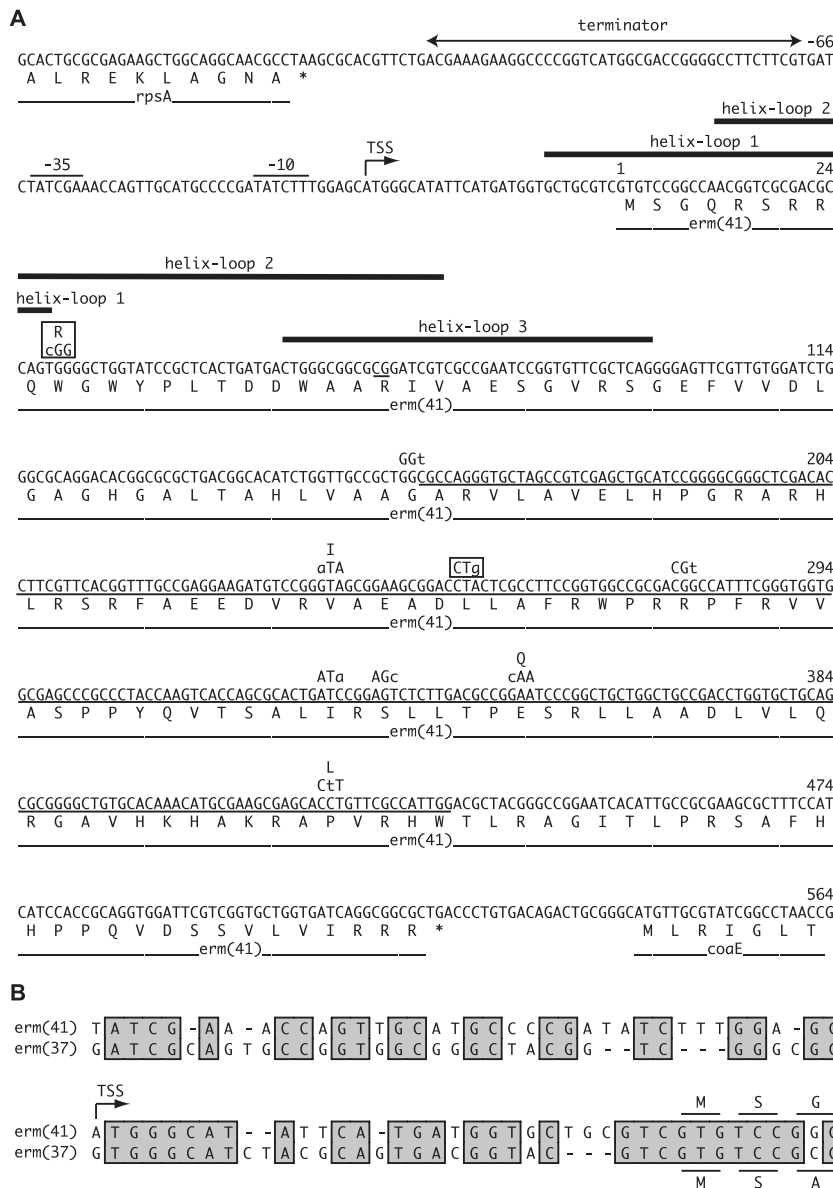 A
terminator
GCACTGCGCGAGAAGCTGGCAGGCAACGCCTAAGCGCACGTTCTGACGAAAGAAGGCCCCGGTCATGGCGACCGGGGCCTTCTTCGTGAT -66
A L R E K L A G N A *
rpsA
helix-loop 2
helix-loop 1
-35 -10 TSS 1 24
CTATCGAAACCAGTTGCATGCCCCGATATCTTTGGAGCATGGGCATATTCATGATGGTGCTGCGTCGTGTCCGGCCAACGGTCGCGACGC
M S G Q R S R R
erm(41)
helix-loop 2
helix-loop 1
R
cGG
helix-loop 3
114
CAGTGGGGCTGGTATCCGCTCACTGATGACTGGGCGGCGCGGATCGTCGCCGAATCCGGTGTTCGCTCAGGGGAGTTCGTTGTGGATCTG
Q W G W Y P L T D D W A A R I V A E S G V R S G E F V V D L
erm(41)
GGt 204
GGCGCAGGACACGGCGCGCTGACGGCACATCTGGTTGCCGCTGGCGCCAGGGTGCTAGCCGTCGAGCTGCATCCGGGGCGGGCTCGACAC
G A G H G A L T A H L V A A G A R V L A V E L H P G R A R H
erm(41)
I
aTA CTg CGt 294
CTTCGTTCACGGTTTGCCGAGGAAGATGTCCGGGTAGCGGAAGCGGACCTACTCGCCTTCCGGTGGCCGCGACGGCCATTTCGGGTGGTG
L R S R F A E E D V R V A E A D L L A F R W P R R P F R V V
erm(41)
Q
ATa AGc cAA 384
GCGAGCCCGCCCTACCAAGTCACCAGCGCACTGATCCGGAGTCTCTTGACGCCGGAATCCCGGCTGCTGGCTGCCGACCTGGTGCTGCAG
A S P P Y Q V T S A L I R S L L T P E S R L L A A D L V L Q
erm(41)
L
CtT 474
CGCGGGGCTGTGCACAAACATGCGAAGCGAGCACCTGTTCGCCATTGGACGCTACGGGCCGGAATCACATTGCCGCGAAGCGCTTTCCAT
R G A V H K H A K R A P V R H W T L R A G I T L P R S A F H
erm(41)
564
CATCCACCGCAGGTGGATTCGTCGGTGCTGGTGATCAGGCGGCGCTGACCCTGTGACAGACTGCGGGCATGTTGCGTATCGGCCTAACCG
H P P Q V D S S V L V I R R R * M L R I G L T
erm(41) coaE
B
erm(41) T A T C G - A A - A C C A G T T G C A T G C C C C G A T A T C T T T G G A - G C
erm(37) G A T C G C A G T G C C G G T G G C G G G C T A C G G - - T C - - - G G G C G C
TSS M S G
erm(41) A T G G G C A T - - A T T C A - T G A T G G T G C T G C G T C G T G T C C G G C
erm(37) G T G G G C A T C T A C G C A G T G A C G G T A C - - - G T C G T G T C C G C C
M S A